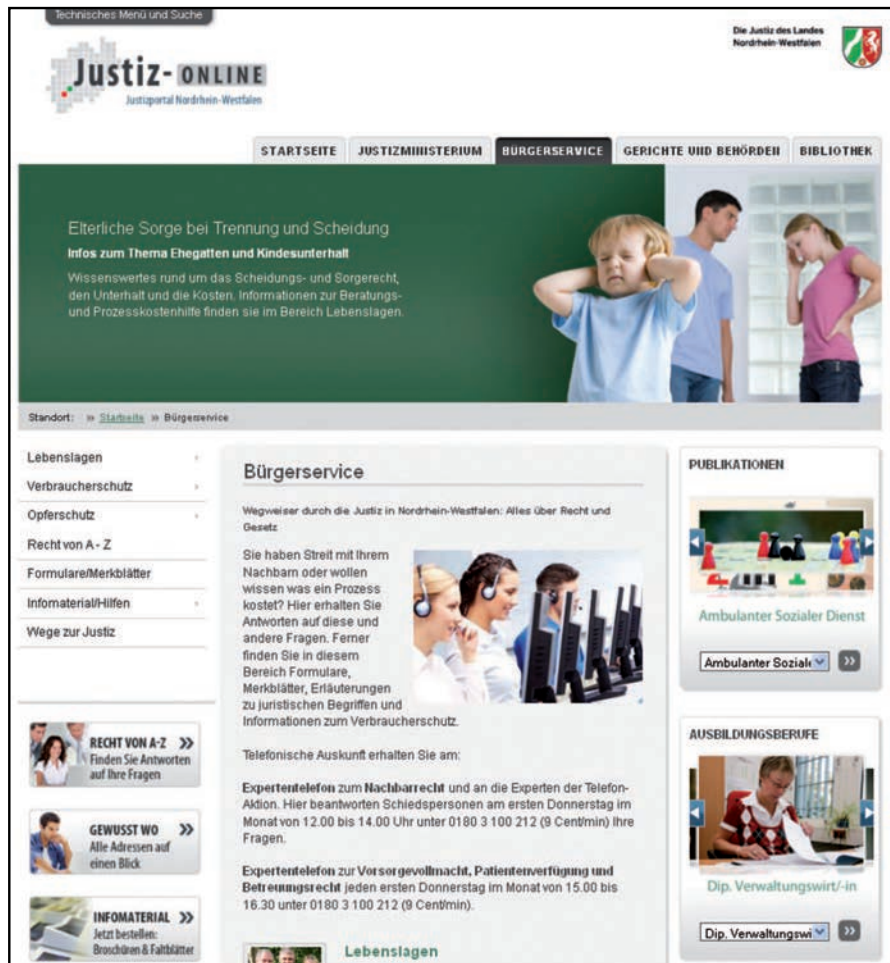 Technisches Menü und Suche
Die Justiz des Landes
Nordrhein-Westfalen
Justiz-ONLINE
Justizportal Nordrhein-Westfalen
STARTSEITE JUSTIZMINISTERIUM BÜRGERSERVICE GERICHTE UND BEHÖRDEN BIBLIOTHEK
Elterliche Sorge bei Trennung und Scheidung
Infos zum Thema Ehegatten und Kindesunterhalt
Wissenswertes rund um das Scheidungs- und Sorgerecht,
den Unterhalt und die Kosten. Informationen zur Beratungs-
und Prozesskostenhilfe finden sie im Bereich Lebenslagen.
Standort: » Startseite » Bürgerservice
Lebenslagen
Verbraucherschutz
Opferschutz
Recht von A - Z
Formulare/Merkblätter
Infomaterial/Hilfen
Wege zur Justiz
RECHT VON A-Z »
Finden Sie Antworten
auf Ihre Fragen
GEWUSST WO »
Alle Adressen auf
einen Blick
INFOMATERIAL »
Jetzt bestellen:
Broschüren & Faltblätter
Bürgerservice
Wegweiser durch die Justiz in Nordrhein-Westfalen: Alles über Recht und
Gesetz
Sie haben Streit mit Ihrem
Nachbarn oder wollen
wissen was ein Prozess
kostet? Hier erhalten Sie
Antworten auf diese und
andere Fragen. Ferner
finden Sie in diesem
Bereich Formulare,
Merkblätter, Erläuterungen
zu juristischen Begriffen und
Informationen zum Verbraucherschutz.
Telefonische Auskunft erhalten Sie am:
Expertentelefon zum Nachbarrecht und an die Experten der Telefon-
Aktion. Hier beantworten Schiedspersonen am ersten Donnerstag im
Monat von 12.00 bis 14.00 Uhr unter 0180 3 100 212 (9 Cent/min) Ihre
Fragen.
Expertentelefon zur Vorsorgevollmacht, Patientenverfügung und
Betreuungsrecht jeden ersten Donnerstag im Monat von 15.00 bis
16.30 unter 0180 3 100 212 (9 Cent/min).
Lebenslagen
PUBLIKATIONEN
Ambulanter Sozialer Dienst
Ambulanter Soziale »
AUSBILDUNGSBERUFE
Dip. Verwaltungswirt/-in
Dip. Verwaltungswi »